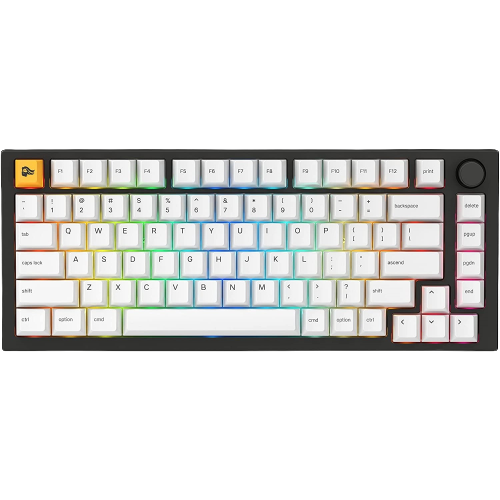 F1 F2 F3 F4 F5 F6 F7 F8 F9 F10 F11 F12 print
~ ! @ # $ % ^ & * ( ) _ +
` 1 2 3 4 5 6 7 8 9 0 - = backspace delete
tab Q W E R T Y U I O P { } | pgup
[ ] \
caps lock A S D F G H J K L : " ascend pgdn
; '
shift Z X C V B N M < > ? shift end
, . /
ctrl option cmd cmd option ctrl